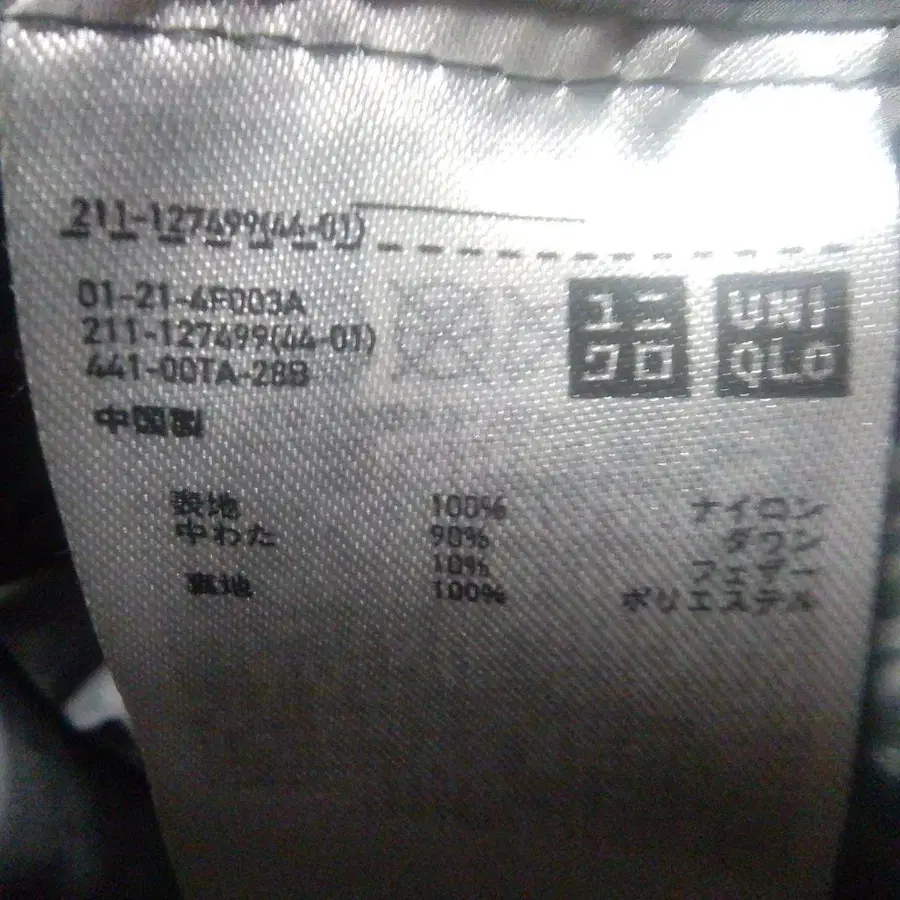 211-127499(44-01)
01-21-4F003A
211-127499(44-01)
441-00TA-28B
中国製
ユニ
クロ
UNI
QLO
表地 100% ナイロン
中わた 90% ダウン
10% フェザー
裏地 100% ポリエステル